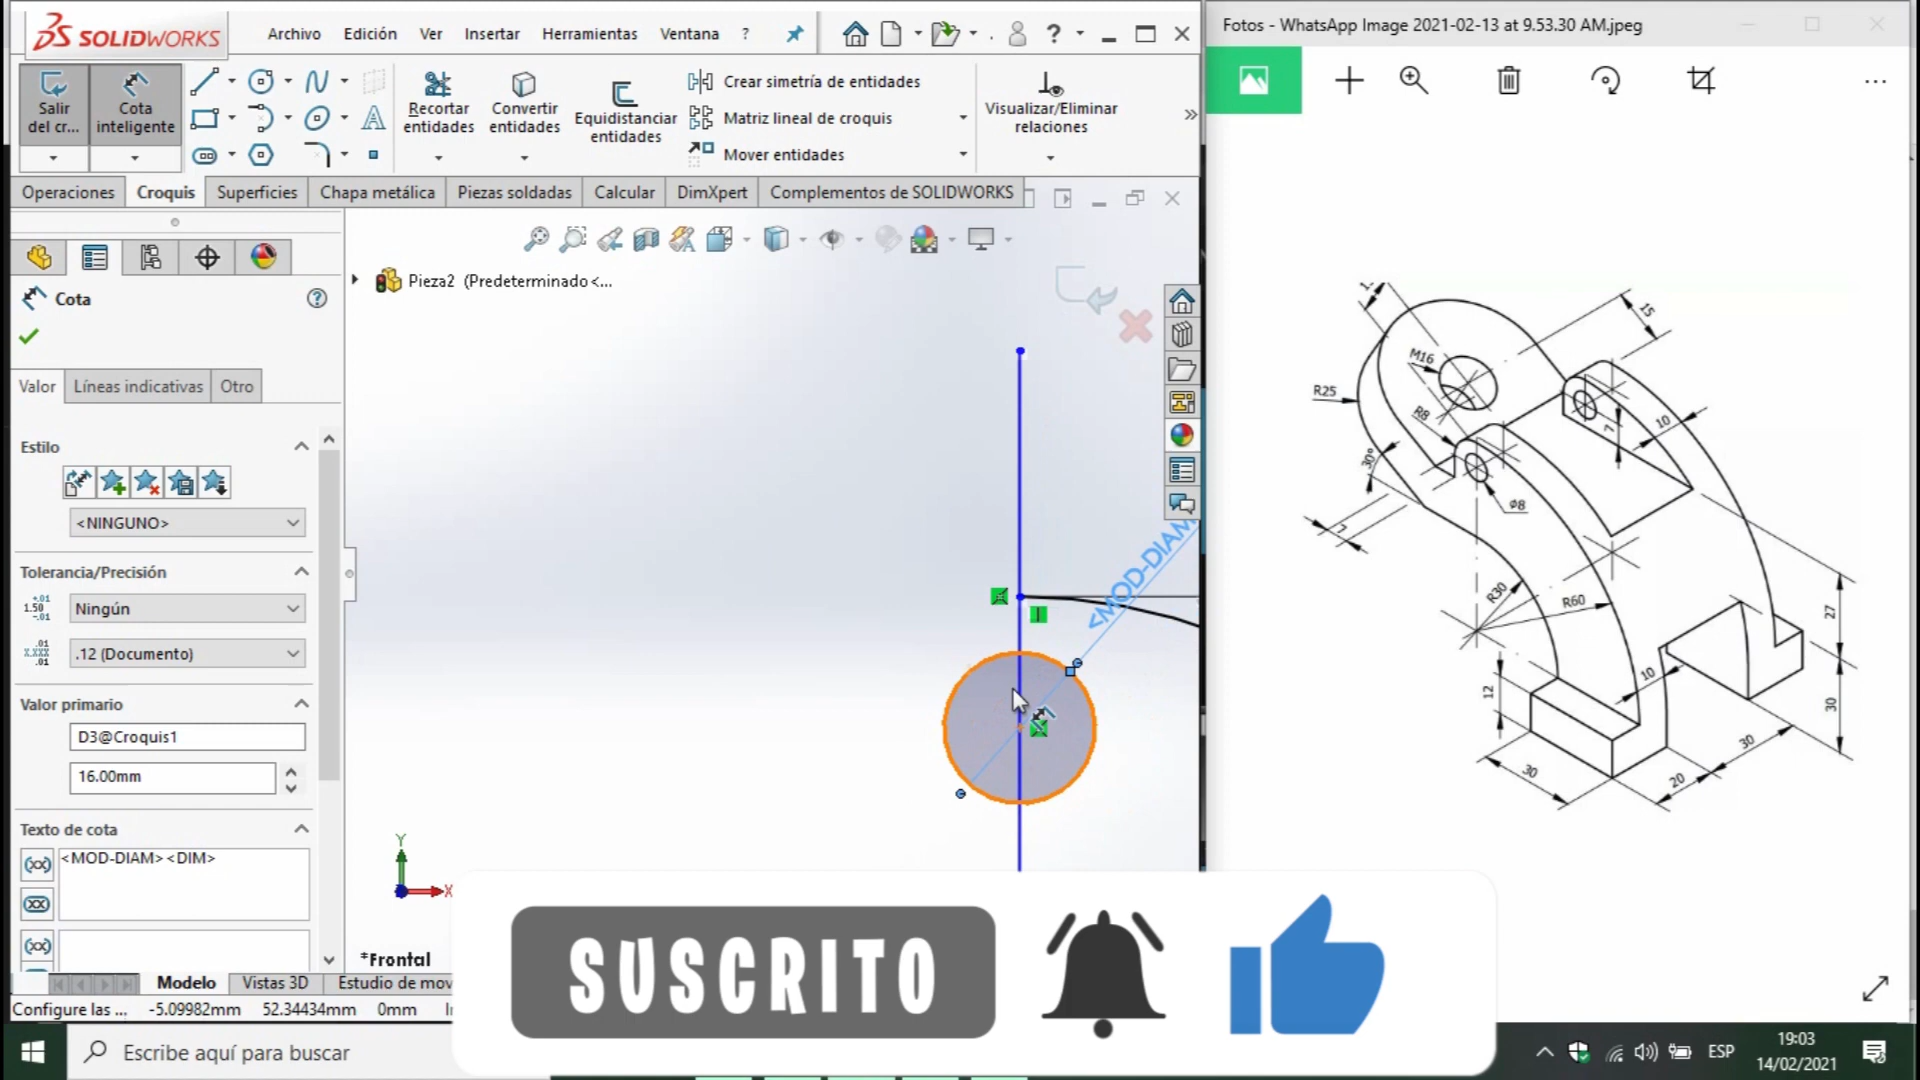 SOLIDWORKS
Archivo Edición Ver Insertar Herramientas Ventana ?
Fotos - WhatsApp Image 2021-02-13 at 9.53.30 AM.jpeg
Salir
del cr...
Cota
inteligente
Recortar
entidades
Convertir
entidades
Equidistanciar
entidades
Crear simetría de entidades
Matriz lineal de croquis
Mover entidades
Visualizar/Eliminar
relaciones
Operaciones Croquis Superficies Chapa metálica Piezas soldadas Calcular DimXpert Complementos de SOLIDWORKS
Pieza2 (Predeterminado<...
Cota
Valor Líneas indicativas Otro
Estilo
<NINGUNO>
Tolerancia/Precisión
Ningún
.12 (Documento)
Valor primario
D3@Croquis1
16.00mm
Texto de cota
<MOD-DIAM><DIM>
<MOD-DIAM
Y
X
*Frontal
Modelo Vistas 3D Estudio de mov
Configure las ... -5.09982mm 52.34434mm 0mm
15
M16
R25
R8
10
7
30°
Ø8
7
R30
R60
27
10
12
30
30
30
20
SUSCRITO
Escribe aquí para buscar
ESP
19:03
14/02/2021